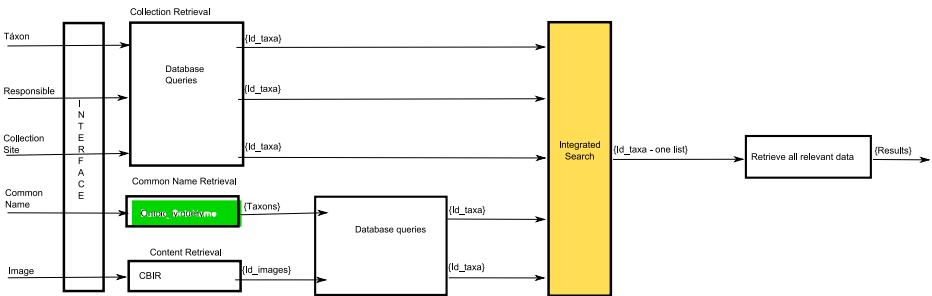 Collection Retrieval
Táxon
{Id_taxa}
Database
Queries
Responsible
{Id_taxa}
INTERFACE
Collection
Site
{Id_taxa}
Integrated
Search
{Id_taxa - one list}
Retrieve all relevant data
{Results}
Common Name Retrieval
Common
Name
{Taxons}
{Id_taxa}
Database queries
Content Retrieval
Image
CBIR
{Id_images}
{Id_taxa}